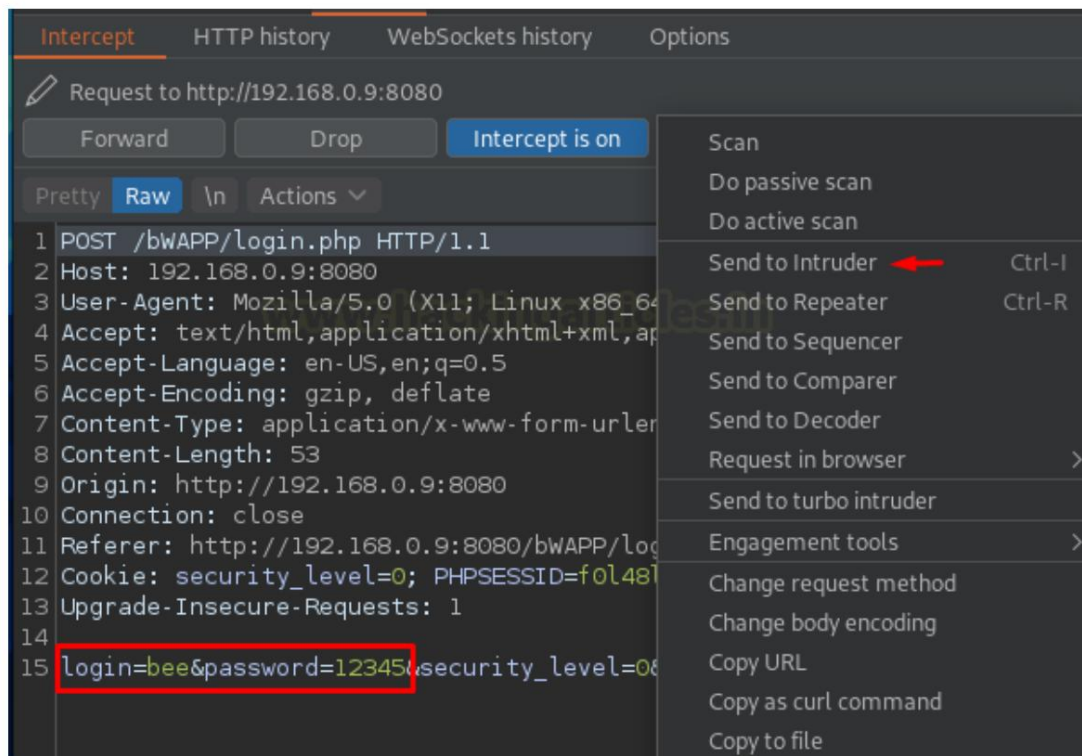 Intercept HTTP history WebSockets history Options
Request to http://192.168.0.9:8080
Forward Drop Intercept is on
Pretty Raw \n Actions
1 POST /bWAPP/login.php HTTP/1.1
2 Host: 192.168.0.9:8080
3 User-Agent: Mozilla/5.0 (X11; Linux x86_64
4 Accept: text/html,application/xhtml+xml,ap
5 Accept-Language: en-US,en;q=0.5
6 Accept-Encoding: gzip, deflate
7 Content-Type: application/x-www-form-urlen
8 Content-Length: 53
9 Origin: http://192.168.0.9:8080
10 Connection: close
11 Referer: http://192.168.0.9:8080/bWAPP/log
12 Cookie: security_level=0; PHPSESSID=f0l48l
13 Upgrade-Insecure-Requests: 1
14
15 login=bee&password=12345&security_level=0&
Scan
Do passive scan
Do active scan
Send to Intruder Ctrl-I
Send to Repeater Ctrl-R
Send to Sequencer
Send to Comparer
Send to Decoder
Request in browser
Send to turbo intruder
Engagement tools
Change request method
Change body encoding
Copy URL
Copy as curl command
Copy to file